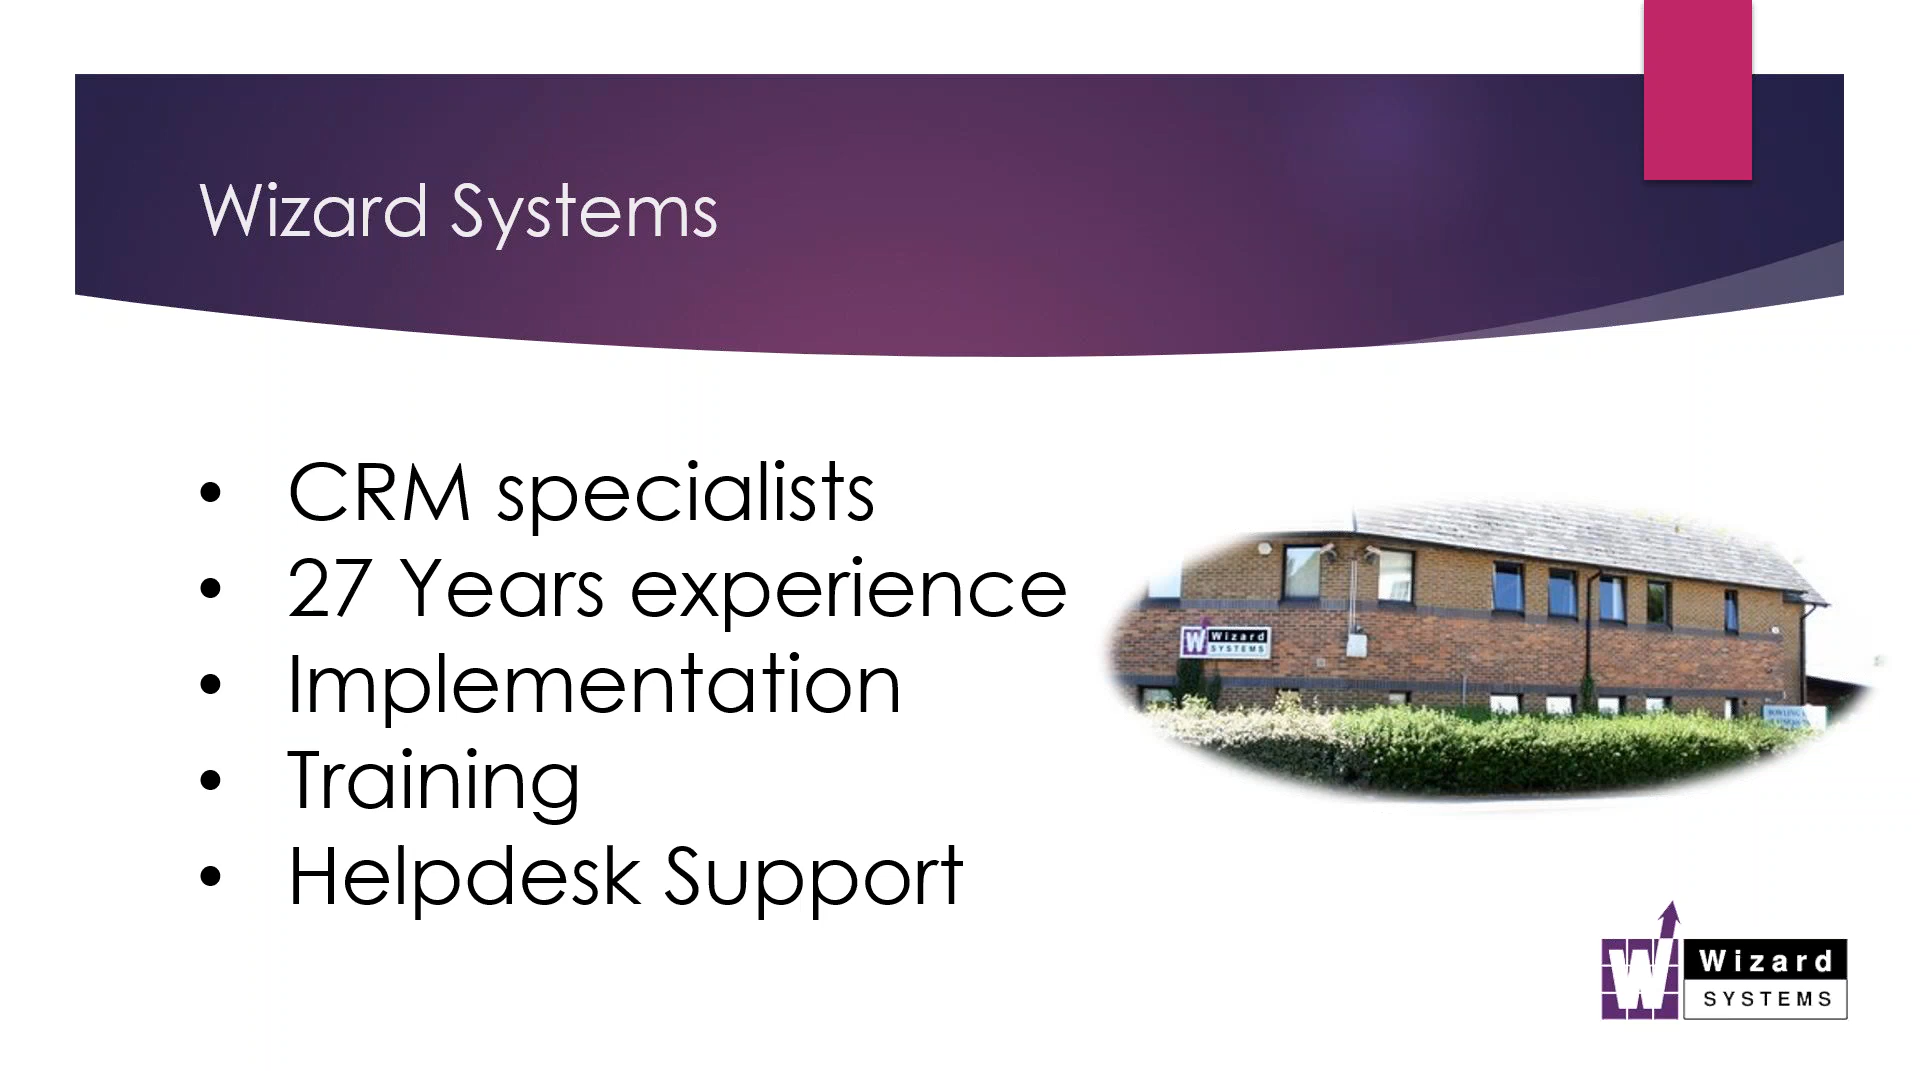 Wizard Systems
• CRM specialists
• 27 Years experience
• Implementation
• Training
• Helpdesk Support
Wizard
SYSTEMS
Wizard
SYSTEMS